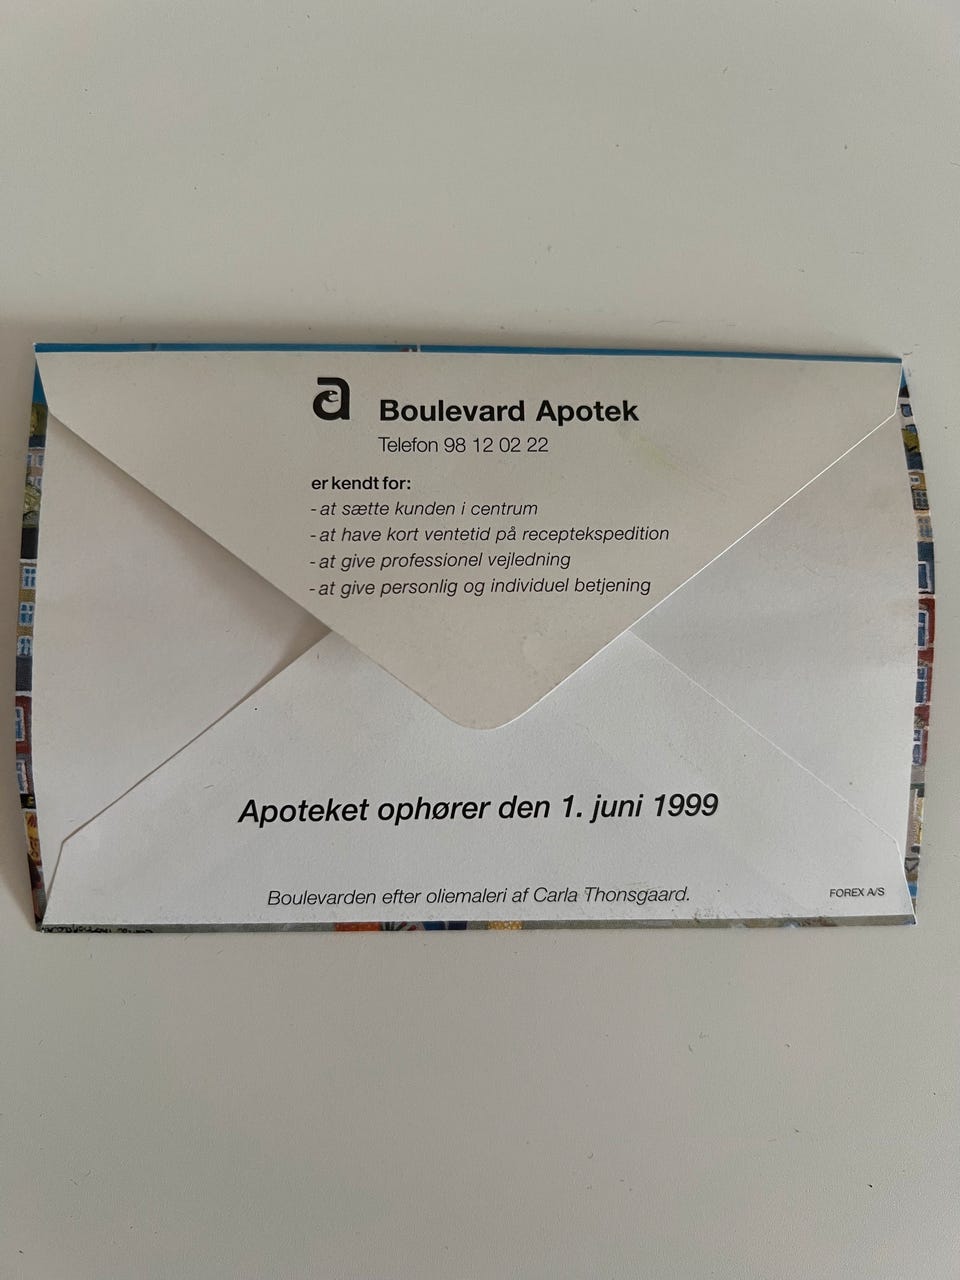 Boulevard Apotek
Telefon 98 12 02 22
er kendt for:
- at sætte kunden i centrum
- at have kort ventetid på receptekspedition
- at give professionel vejledning
- at give personlig og individuel betjening
Apoteket ophører den 1. juni 1999
Boulevarden efter oliemaleri af Carla Thonsgaard.
FOREX A/S